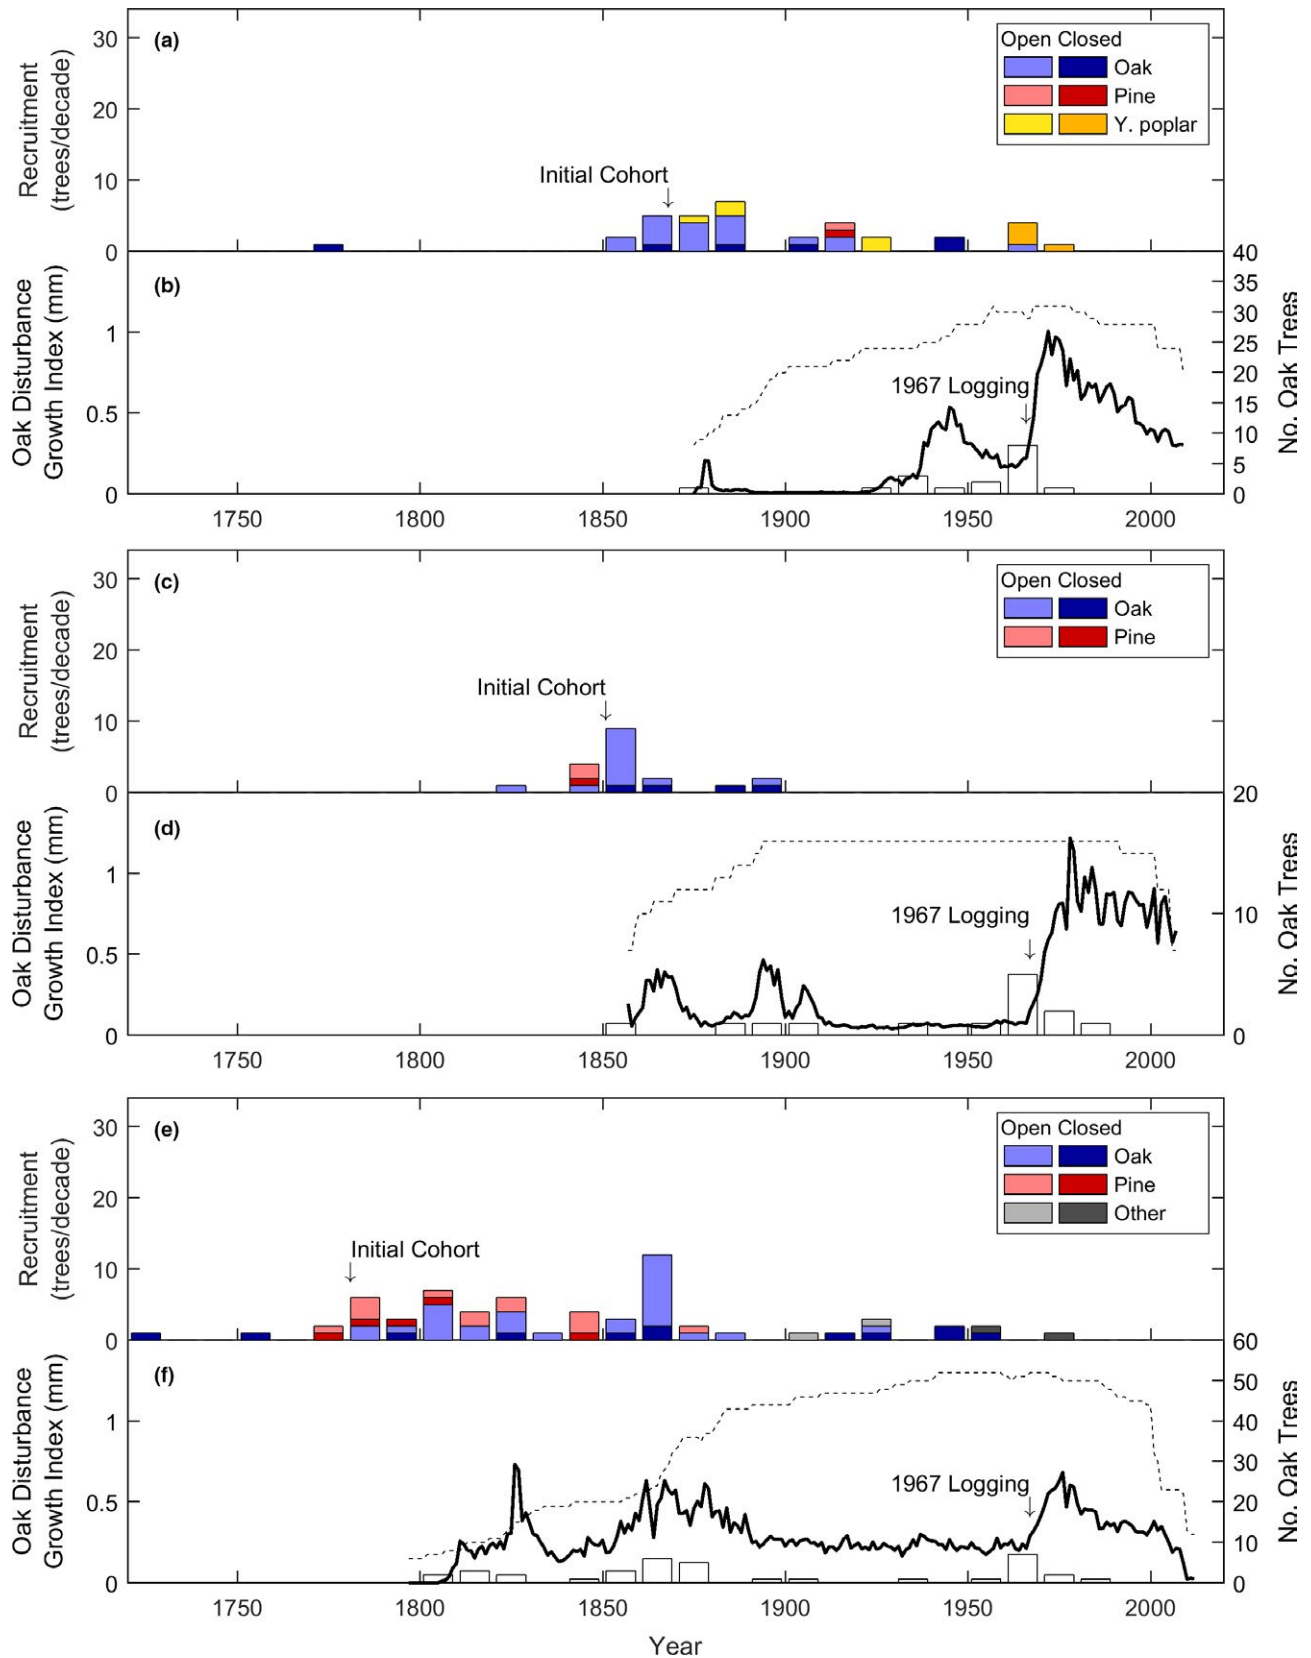 (a)
Recruitment
(trees/decade)
30
20
10
0
Initial Cohort
Open Closed
Oak
Pine
Y. poplar
(b)
Oak Disturbance
Growth Index (mm)
1
0.5
0
1967 Logging
40
35
30
25
20
15
10
5
0
No. Oak Trees
1750 1800 1850 1900 1950 2000
(c)
Recruitment
(trees/decade)
30
20
10
0
Initial Cohort
Open Closed
Oak
Pine
(d)
Oak Disturbance
Growth Index (mm)
1
0.5
0
1967 Logging
20
10
0
No. Oak Trees
1750 1800 1850 1900 1950 2000
(e)
Recruitment
(trees/decade)
30
20
10
0
Initial Cohort
Open Closed
Oak
Pine
Other
(f)
Oak Disturbance
Growth Index (mm)
1
0.5
0
1967 Logging
60
50
40
30
20
10
0
No. Oak Trees
1750 1800 1850 1900 1950 2000
Year